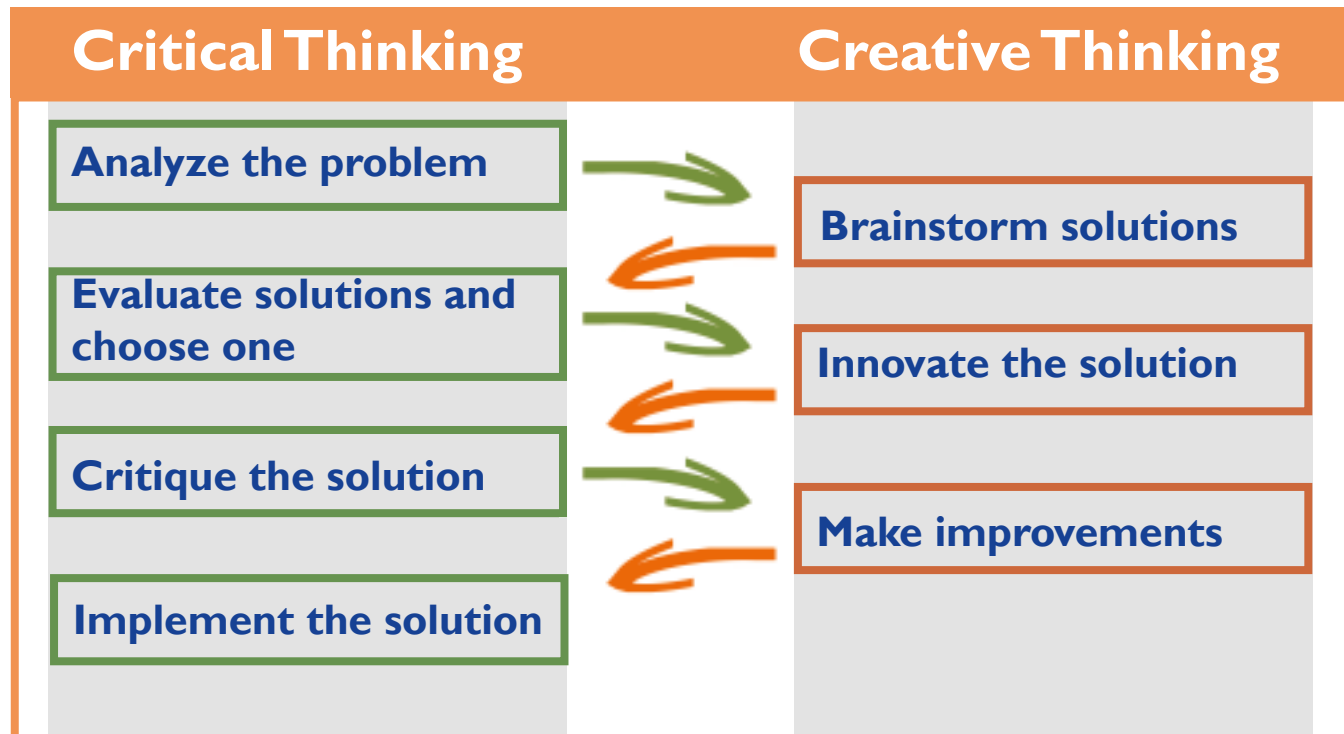 Critical Thinking
Creative Thinking
Analyze the problem
Brainstorm solutions
Evaluate solutions and
choose one
Innovate the solution
Critique the solution
Make improvements
Implement the solution